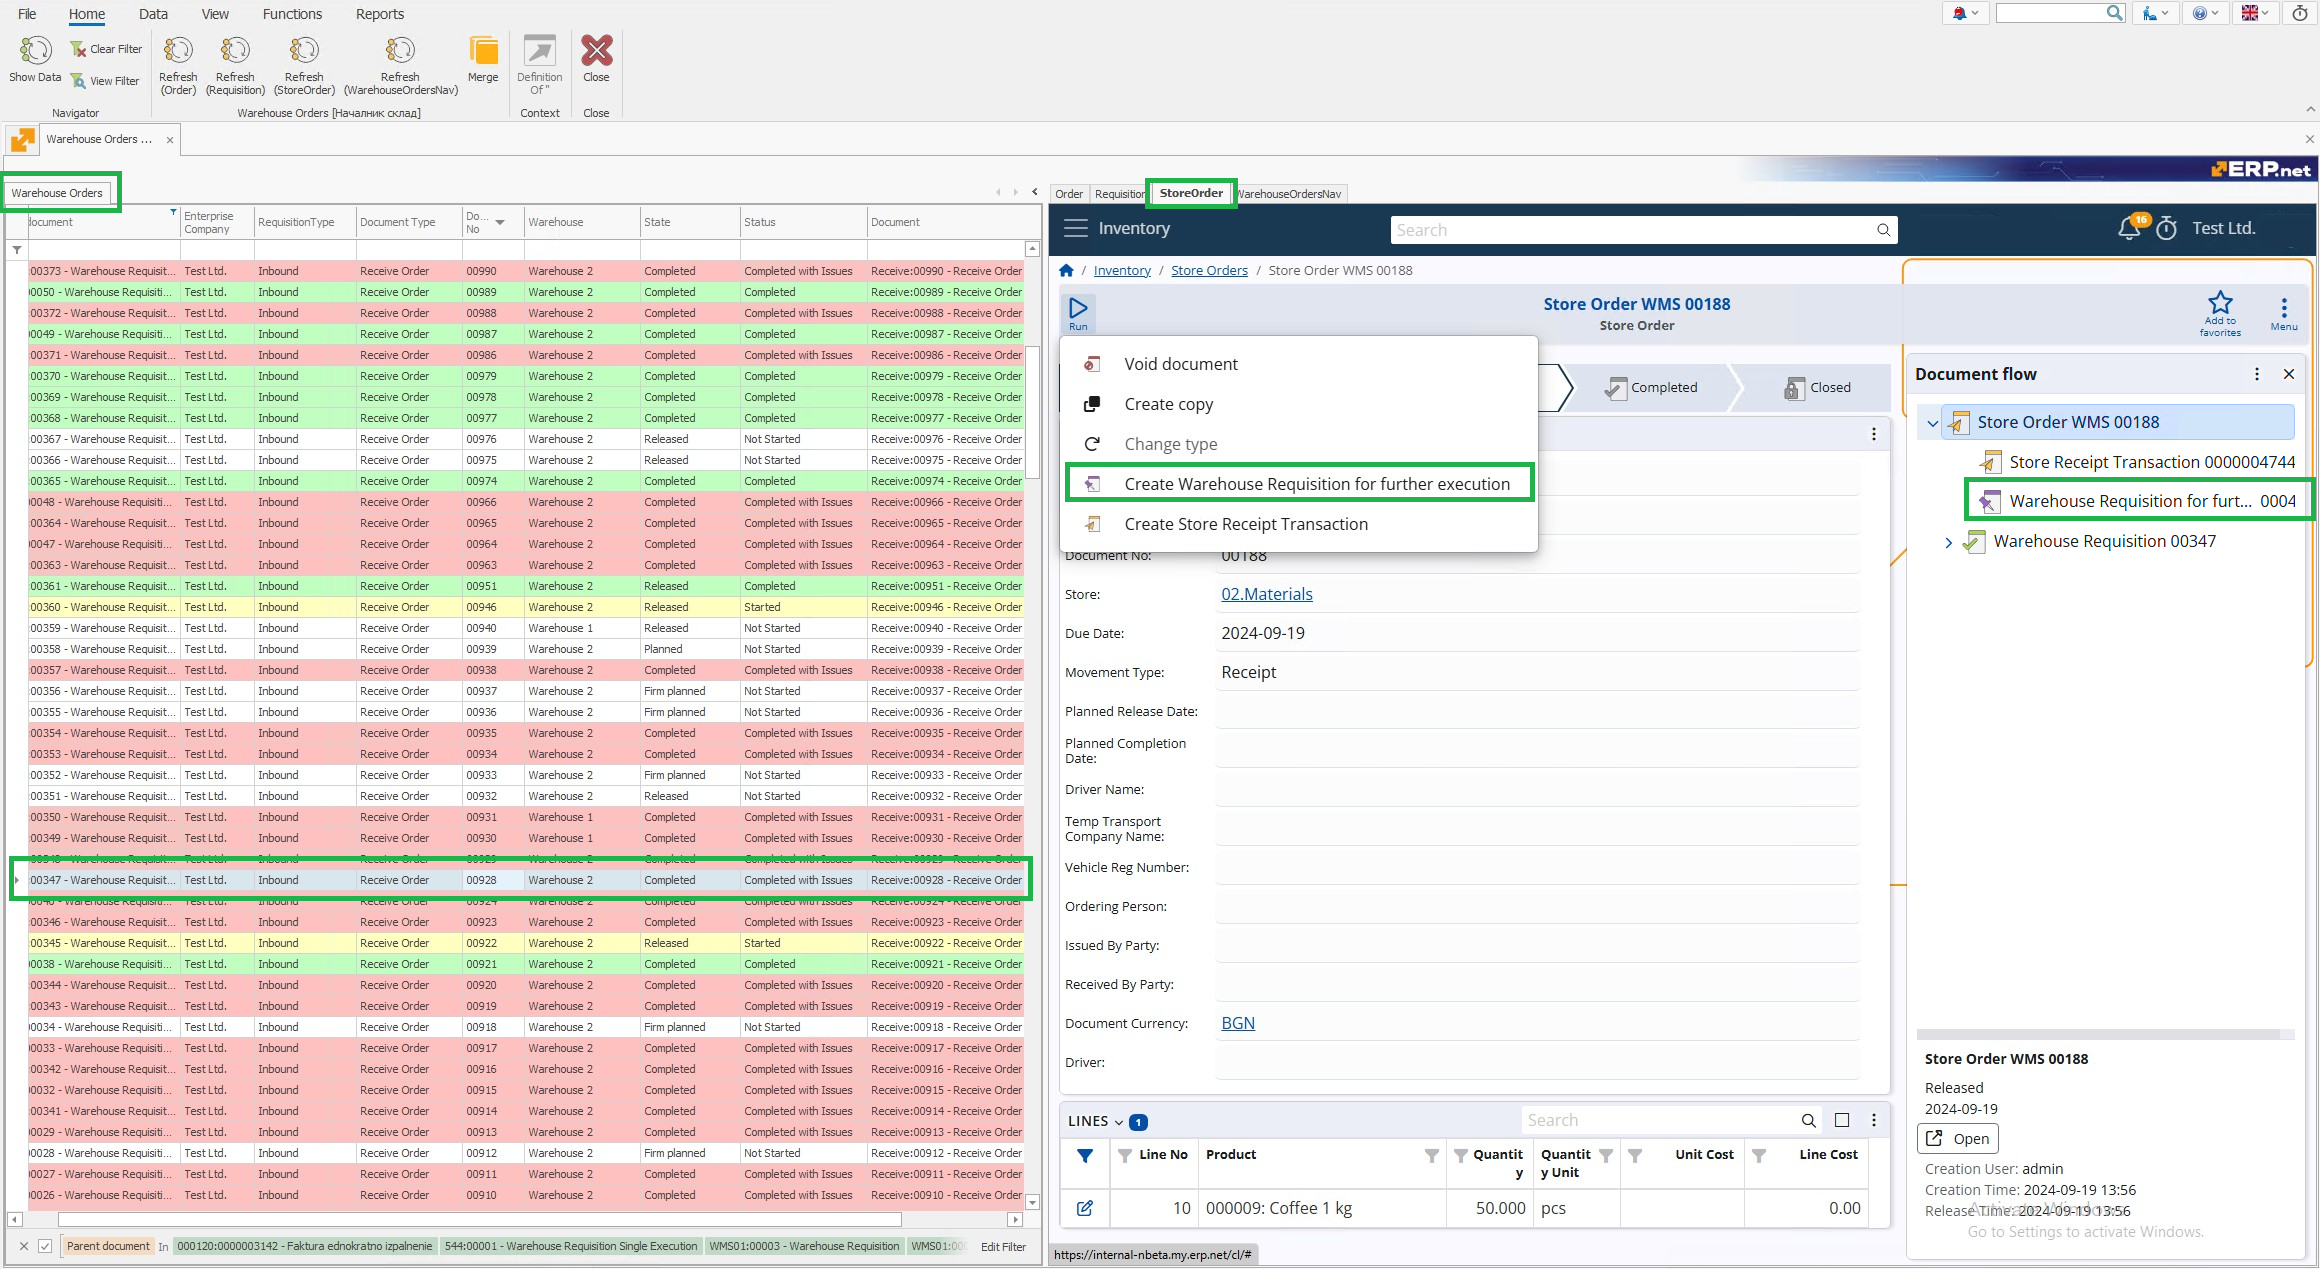 File Home Data View Functions Reports
Show Data
Clear Filter
View Filter
Navigator
Refresh (Order)
Refresh (Requisition)
Refresh (StoreOrder)
Refresh (WarehouseOrdersNav)
Merge
Warehouse Orders [Началник склад]
Definition Of "
Context
Close
Close
Warehouse Orders ...
ERP.net
Warehouse Orders
document Enterprise Company RequisitionType Document Type Do... No Warehouse State Status Document
:00373 - Warehouse Requisit... Test Ltd. Inbound Receive Order 00990 Warehouse 2 Completed Completed with Issues Receive:00990 - Receive Order
0050 - Warehouse Requisiti... Test Ltd. Inbound Receive Order 00989 Warehouse 2 Completed Completed Receive:00989 - Receive Order
:00372 - Warehouse Requisit... Test Ltd. Inbound Receive Order 00988 Warehouse 2 Completed Completed with Issues Receive:00988 - Receive Order
0049 - Warehouse Requisiti... Test Ltd. Inbound Receive Order 00987 Warehouse 2 Completed Completed Receive:00987 - Receive Order
:00371 - Warehouse Requisit... Test Ltd. Inbound Receive Order 00986 Warehouse 2 Completed Completed with Issues Receive:00986 - Receive Order
:00370 - Warehouse Requisit... Test Ltd. Inbound Receive Order 00979 Warehouse 2 Completed Completed Receive:00979 - Receive Order
:00369 - Warehouse Requisit... Test Ltd. Inbound Receive Order 00978 Warehouse 2 Completed Completed Receive:00978 - Receive Order
:00368 - Warehouse Requisit... Test Ltd. Inbound Receive Order 00977 Warehouse 2 Completed Completed Receive:00977 - Receive Order
:00367 - Warehouse Requisit... Test Ltd. Inbound Receive Order 00976 Warehouse 2 Released Not Started Receive:00976 - Receive Order
:00366 - Warehouse Requisit... Test Ltd. Inbound Receive Order 00975 Warehouse 2 Released Not Started Receive:00975 - Receive Order
:00365 - Warehouse Requisit... Test Ltd. Inbound Receive Order 00974 Warehouse 2 Completed Completed Receive:00974 - Receive Order
:00048 - Warehouse Requisit... Test Ltd. Inbound Receive Order 00966 Warehouse 2 Completed Completed with Issues Receive:00966 - Receive Order
:00364 - Warehouse Requisit... Test Ltd. Inbound Receive Order 00965 Warehouse 2 Completed Completed with Issues Receive:00965 - Receive Order
:0047 - Warehouse Requisit... Test Ltd. Inbound Receive Order 00964 Warehouse 2 Completed Completed with Issues Receive:00964 - Receive Order
:00363 - Warehouse Requisit... Test Ltd. Inbound Receive Order 00963 Warehouse 2 Completed Completed with Issues Receive:00963 - Receive Order
:00361 - Warehouse Requisit... Test Ltd. Inbound Receive Order 00951 Warehouse 2 Released Completed Receive:00951 - Receive Order
:00360 - Warehouse Requisit... Test Ltd. Inbound Receive Order 00946 Warehouse 2 Released Started Receive:00946 - Receive Order
:00359 - Warehouse Requisit... Test Ltd. Inbound Receive Order 00940 Warehouse 1 Released Not Started Receive:00940 - Receive Order
:00358 - Warehouse Requisit... Test Ltd. Inbound Receive Order 00939 Warehouse 2 Planned Not Started Receive:00939 - Receive Order
:00357 - Warehouse Requisit... Test Ltd. Inbound Receive Order 00938 Warehouse 2 Completed Completed with Issues Receive:00938 - Receive Order
:00356 - Warehouse Requisit... Test Ltd. Inbound Receive Order 00937 Warehouse 2 Firm planned Not Started Receive:00937 - Receive Order
:00355 - Warehouse Requisit... Test Ltd. Inbound Receive Order 00936 Warehouse 2 Firm planned Not Started Receive:00936 - Receive Order
:00354 - Warehouse Requisit... Test Ltd. Inbound Receive Order 00935 Warehouse 2 Completed Completed with Issues Receive:00935 - Receive Order
:00353 - Warehouse Requisit... Test Ltd. Inbound Receive Order 00934 Warehouse 2 Completed Completed with Issues Receive:00934 - Receive Order
:00352 - Warehouse Requisit... Test Ltd. Inbound Receive Order 00933 Warehouse 2 Firm planned Not Started Receive:00933 - Receive Order
:00351 - Warehouse Requisit... Test Ltd. Inbound Receive Order 00932 Warehouse 2 Released Not Started Receive:00932 - Receive Order
:00350 - Warehouse Requisit... Test Ltd. Inbound Receive Order 00931 Warehouse 1 Completed Completed with Issues Receive:00931 - Receive Order
:00349 - Warehouse Requisit... Test Ltd. Inbound Receive Order 00930 Warehouse 1 Completed Completed with Issues Receive:00930 - Receive Order
:00347 - Warehouse Requisit... Test Ltd. Inbound Receive Order 00928 Warehouse 2 Completed Completed with Issues Receive:00928 - Receive Order
:00346 - Warehouse Requisit... Test Ltd. Inbound Receive Order 00923 Warehouse 2 Completed Completed with Issues Receive:00923 - Receive Order
:00345 - Warehouse Requisit... Test Ltd. Inbound Receive Order 00922 Warehouse 2 Released Started Receive:00922 - Receive Order
0038 - Warehouse Requisiti... Test Ltd. Inbound Receive Order 00921 Warehouse 2 Completed Completed Receive:00921 - Receive Order
:00344 - Warehouse Requisit... Test Ltd. Inbound Receive Order 00920 Warehouse 2 Completed Completed with Issues Receive:00920 - Receive Order
:00343 - Warehouse Requisit... Test Ltd. Inbound Receive Order 00919 Warehouse 2 Completed Completed with Issues Receive:00919 - Receive Order
0034 - Warehouse Requisiti... Test Ltd. Inbound Receive Order 00918 Warehouse 2 Firm planned Not Started Receive:00918 - Receive Order
0033 - Warehouse Requisiti... Test Ltd. Inbound Receive Order 00917 Warehouse 2 Completed Completed with Issues Receive:00917 - Receive Order
:00342 - Warehouse Requisit... Test Ltd. Inbound Receive Order 00916 Warehouse 2 Completed Completed with Issues Receive:00916 - Receive Order
0032 - Warehouse Requisiti... Test Ltd. Inbound Receive Order 00915 Warehouse 2 Completed Completed with Issues Receive:00915 - Receive Order
:00341 - Warehouse Requisit... Test Ltd. Inbound Receive Order 00914 Warehouse 2 Completed Completed with Issues Receive:00914 - Receive Order
0029 - Warehouse Requisiti... Test Ltd. Inbound Receive Order 00913 Warehouse 2 Completed Completed with Issues Receive:00913 - Receive Order
0028 - Warehouse Requisiti... Test Ltd. Inbound Receive Order 00912 Warehouse 2 Firm planned Not Started Receive:00912 - Receive Order
0027 - Warehouse Requisiti... Test Ltd. Inbound Receive Order 00911 Warehouse 2 Completed Completed with Issues Receive:00911 - Receive Order
0026 - Warehouse Requisiti... Test Ltd. Inbound Receive Order 00910 Warehouse 2 Completed Completed with Issues Receive:00910 - Receive Order
Parent document In 000120:0000003142 - Faktura ednokratno izpalnenie 544:00001 - Warehouse Requisition Single Execution WMS01:00003 - Warehouse Requisition WMS01:000 Edit Filter
Order Requisition StoreOrder WarehouseOrdersNav
Inventory Search 16 Test Ltd.
/ Inventory / Store Orders / Store Order WMS 00188
Run
Store Order WMS 00188
Store Order
Add to favorites
Menu
Void document
Create copy
Change type
Create Warehouse Requisition for further execution
Create Store Receipt Transaction
Completed Closed
Document No: 00188
Store: 02.Materials
Due Date: 2024-09-19
Movement Type: Receipt
Planned Release Date:
Planned Completion Date:
Driver Name:
Temp Transport Company Name:
Vehicle Reg Number:
Ordering Person:
Issued By Party:
Received By Party:
Document Currency: BGN
Driver:
LINES 1 Search
Line No Product Quantity Quantity Unit Unit Cost Line Cost
10 000009: Coffee 1 kg 50.000 pcs 0.00
https://internal-nbeta.my.erp.net/cl/#
Document flow
Store Order WMS 00188
Store Receipt Transaction 0000004744
Warehouse Requisition for furt... 0004
Warehouse Requisition 00347
Store Order WMS 00188
Released
2024-09-19
Open
Creation User: admin
Creation Time: 2024-09-19 13:56
Release Time: 2024-09-19 13:56
Activate Windows
Go to Settings to activate Windows.